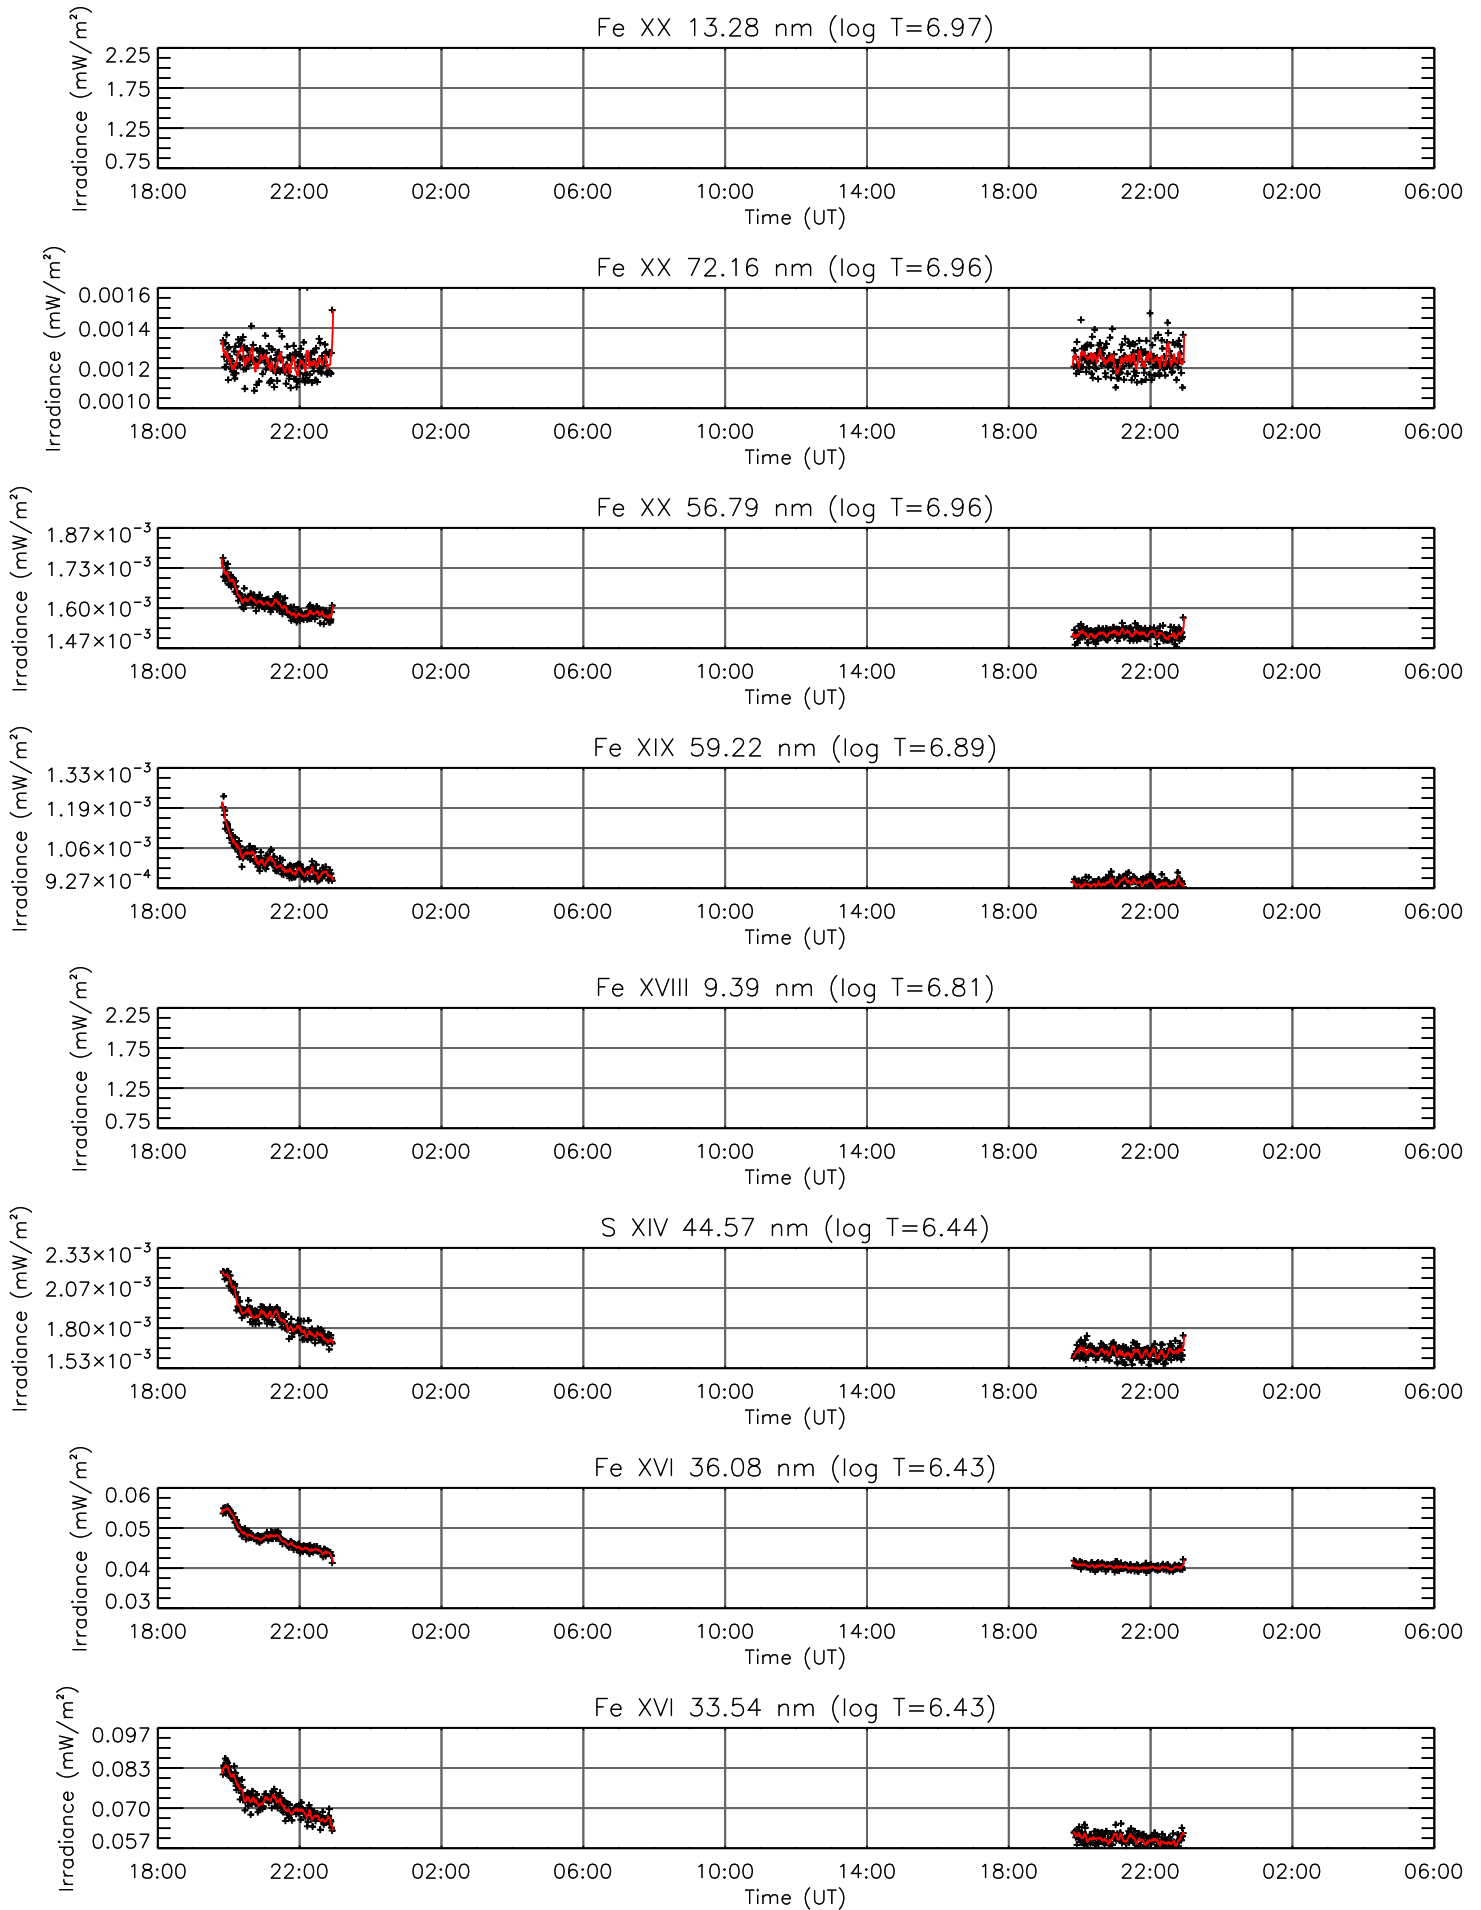 Fe XX 13.28 nm (log T=6.97)
Irradiance (mW/m²)
2.25
1.75
1.25
0.75
18:00 22:00 02:00 06:00 10:00 14:00 18:00 22:00 02:00 06:00
Time (UT)
Fe XX 72.16 nm (log T=6.96)
Irradiance (mW/m²)
0.0016
0.0014
0.0012
0.0010
18:00 22:00 02:00 06:00 10:00 14:00 18:00 22:00 02:00 06:00
Time (UT)
Fe XX 56.79 nm (log T=6.96)
Irradiance (mW/m²)
1.87×10⁻³
1.73×10⁻³
1.60×10⁻³
1.47×10⁻³
18:00 22:00 02:00 06:00 10:00 14:00 18:00 22:00 02:00 06:00
Time (UT)
Fe XIX 59.22 nm (log T=6.89)
Irradiance (mW/m²)
1.33×10⁻³
1.19×10⁻³
1.06×10⁻³
9.27×10⁻⁴
18:00 22:00 02:00 06:00 10:00 14:00 18:00 22:00 02:00 06:00
Time (UT)
Fe XVIII 9.39 nm (log T=6.81)
Irradiance (mW/m²)
2.25
1.75
1.25
0.75
18:00 22:00 02:00 06:00 10:00 14:00 18:00 22:00 02:00 06:00
Time (UT)
S XIV 44.57 nm (log T=6.44)
Irradiance (mW/m²)
2.33×10⁻³
2.07×10⁻³
1.80×10⁻³
1.53×10⁻³
18:00 22:00 02:00 06:00 10:00 14:00 18:00 22:00 02:00 06:00
Time (UT)
Fe XVI 36.08 nm (log T=6.43)
Irradiance (mW/m²)
0.06
0.05
0.04
0.03
18:00 22:00 02:00 06:00 10:00 14:00 18:00 22:00 02:00 06:00
Time (UT)
Fe XVI 33.54 nm (log T=6.43)
Irradiance (mW/m²)
0.097
0.083
0.070
0.057
18:00 22:00 02:00 06:00 10:00 14:00 18:00 22:00 02:00 06:00
Time (UT)